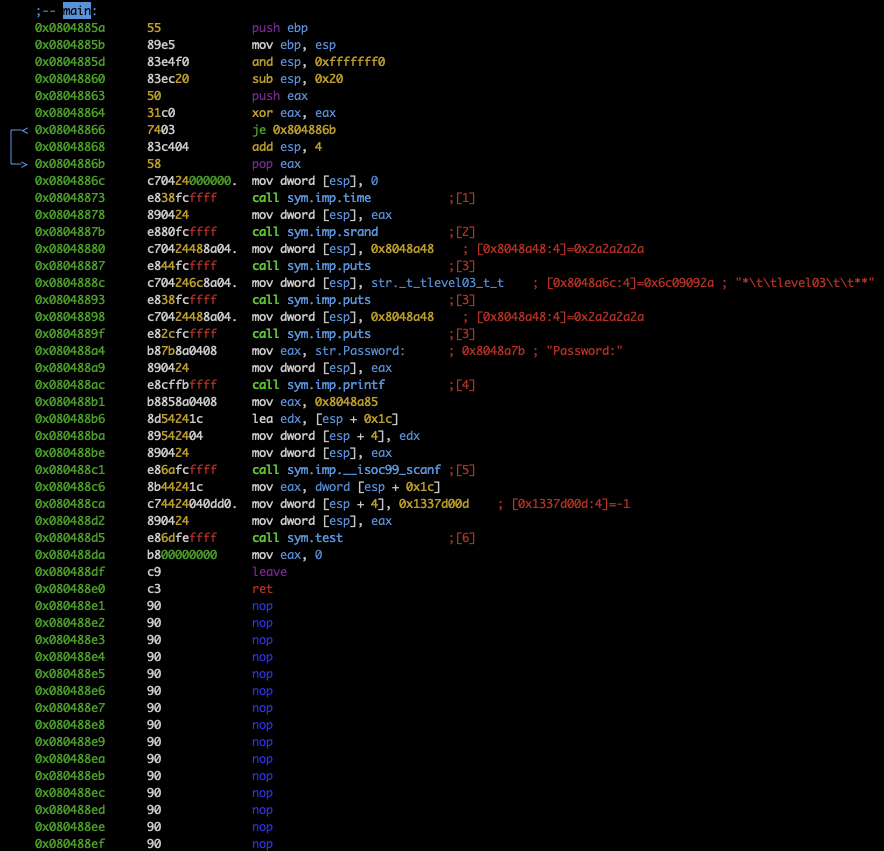 ;-- main:
0x0804885a 55 push ebp
0x0804885b 89e5 mov ebp, esp
0x0804885d 83e4f0 and esp, 0xfffffff0
0x08048860 83ec20 sub esp, 0x20
0x08048863 50 push eax
0x08048864 31c0 xor eax, eax
0x08048866 7403 je 0x804886b
0x08048868 83c404 add esp, 4
0x0804886b 58 pop eax
0x0804886c c70424000000. mov dword [esp], 0
0x08048873 e838fcffff call sym.imp.time ;[1]
0x08048878 890424 mov dword [esp], eax
0x0804887b e880fcffff call sym.imp.srand ;[2]
0x08048880 c70424488a04. mov dword [esp], 0x8048a48 ; [0x8048a48:4]=0x2a2a2a2a
0x08048887 e844fcffff call sym.imp.puts ;[3]
0x0804888c c704246c8a04. mov dword [esp], str._t_tlevel03_t_t ; [0x8048a6c:4]=0x6c09092a ; "*\t\tlevel03\t\t**"
0x08048893 e838fcffff call sym.imp.puts ;[3]
0x08048898 c70424488a04. mov dword [esp], 0x8048a48 ; [0x8048a48:4]=0x2a2a2a2a
0x0804889f e82cfcffff call sym.imp.puts ;[3]
0x080488a4 b87b8a0408 mov eax, str.Password: ; 0x8048a7b ; "Password:"
0x080488a9 890424 mov dword [esp], eax
0x080488ac e8cffbffff call sym.imp.printf ;[4]
0x080488b1 b8858a0408 mov eax, 0x8048a85
0x080488b6 8d54241c lea edx, [esp + 0x1c]
0x080488ba 89542404 mov dword [esp + 4], edx
0x080488be 890424 mov dword [esp], eax
0x080488c1 e86afcffff call sym.imp.__isoc99_scanf ;[5]
0x080488c6 8b44241c mov eax, dword [esp + 0x1c]
0x080488ca c74424040dd0. mov dword [esp + 4], 0x1337d00d ; [0x1337d00d:4]=-1
0x080488d2 890424 mov dword [esp], eax
0x080488d5 e86dfeffff call sym.test ;[6]
0x080488da b800000000 mov eax, 0
0x080488df c9 leave
0x080488e0 c3 ret
0x080488e1 90 nop
0x080488e2 90 nop
0x080488e3 90 nop
0x080488e4 90 nop
0x080488e5 90 nop
0x080488e6 90 nop
0x080488e7 90 nop
0x080488e8 90 nop
0x080488e9 90 nop
0x080488ea 90 nop
0x080488eb 90 nop
0x080488ec 90 nop
0x080488ed 90 nop
0x080488ee 90 nop
0x080488ef 90 nop